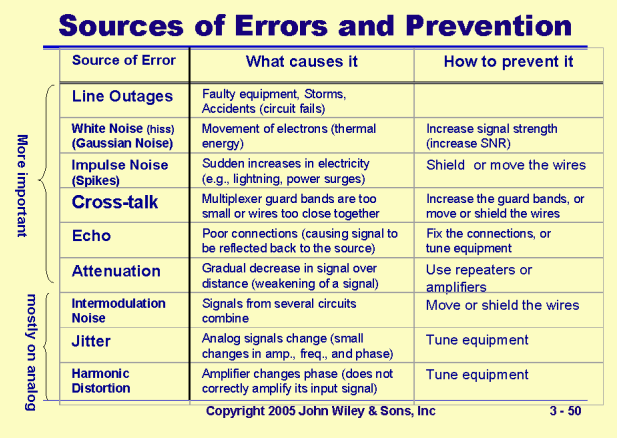 Sources of Errors and Prevention
Source of Error What causes it How to prevent it
Line Outages Faulty equipment, Storms,
Accidents (circuit fails)
White Noise (hiss) Movement of electrons (thermal Increase signal strength
(Gaussian Noise) energy) (increase SNR)
Impulse Noise Sudden increases in electricity Shield or move the wires
(Spikes) (e.g., lightning, power surges)
Cross-talk Multiplexer guard bands are too Increase the guard bands, or
small or wires too close together move or shield the wires
Echo Poor connections (causing signal to Fix the connections, or
be reflected back to the source) tune equipment
Attenuation Gradual decrease in signal over Use repeaters or
distance (weakening of a signal) amplifiers
Intermodulation Signals from several circuits Move or shield the wires
Noise combine
Jitter Analog signals change (small Tune equipment
changes in amp., freq., and phase)
Harmonic Amplifier changes phase (does not Tune equipment
Distortion correctly amplify its input signal)
More important
mostly on analog
Copyright 2005 John Wiley & Sons, Inc 3 - 50